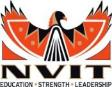 NVIT
EDUCATION • STRENGTH • LEADERSHIP